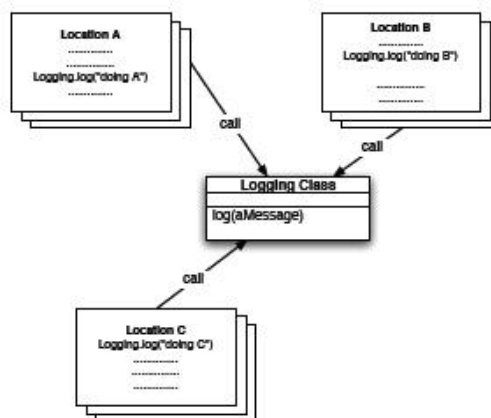 Location A
..............
..............
Logging.log("doing A")
..............
Location B
..............
Logging.log("doing B")
..............
..............
call
call
Logging Class
log(aMessage)
call
Location C
Logging.log("doing C")
..............
..............
..............